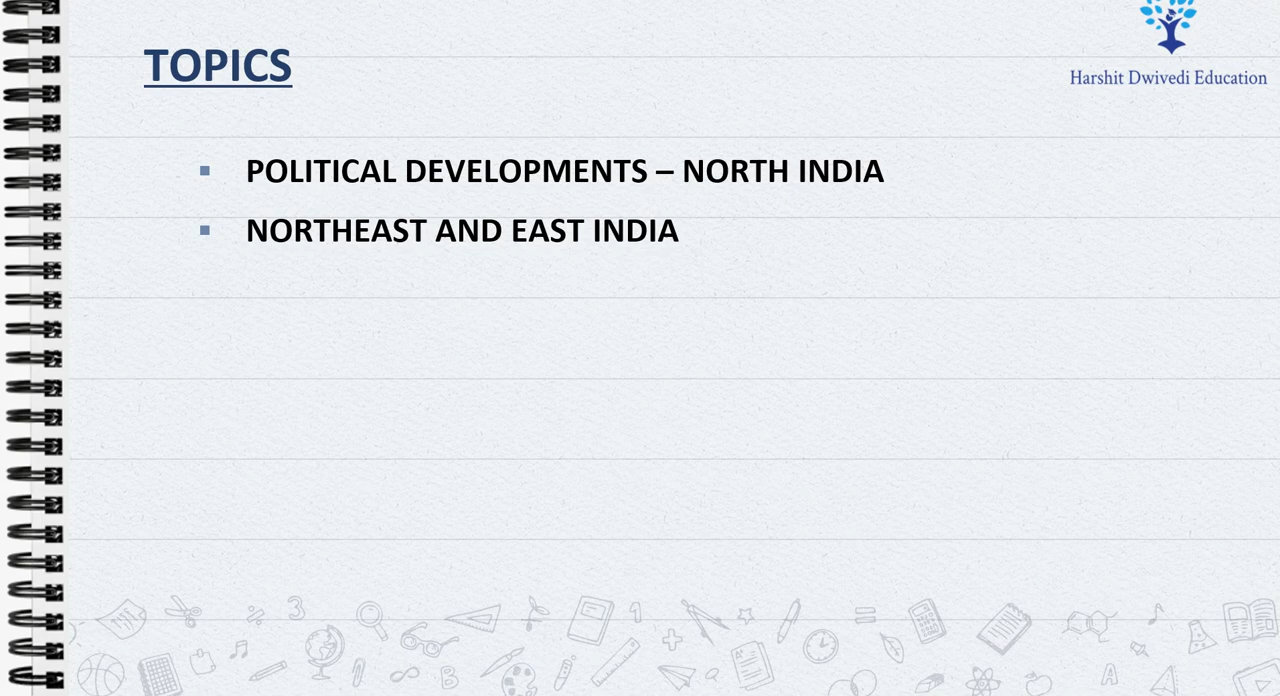 TOPICS
Harshit Dwivedi Education
POLITICAL DEVELOPMENTS – NORTH INDIA
NORTHEAST AND EAST INDIA